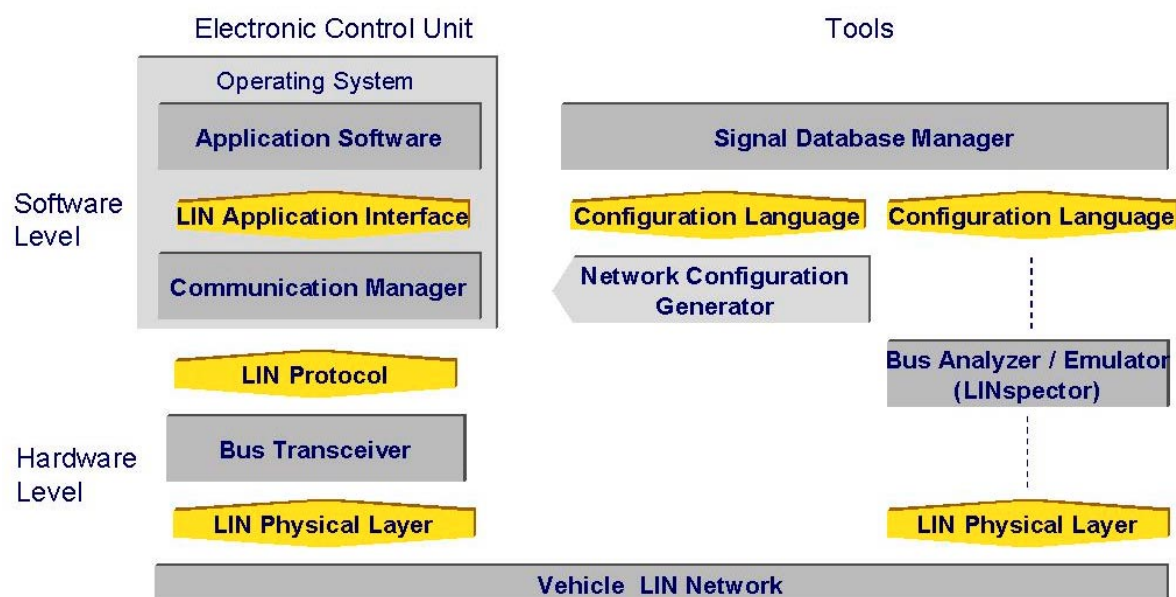 Electronic Control Unit
Tools
Operating System
Application Software
Signal Database Manager
Software
Level
LIN Application Interface
Configuration Language
Configuration Language
Communication Manager
Network Configuration
Generator
LIN Protocol
Bus Analyzer / Emulator
(LINspector)
Hardware
Level
Bus Transceiver
LIN Physical Layer
LIN Physical Layer
Vehicle LIN Network